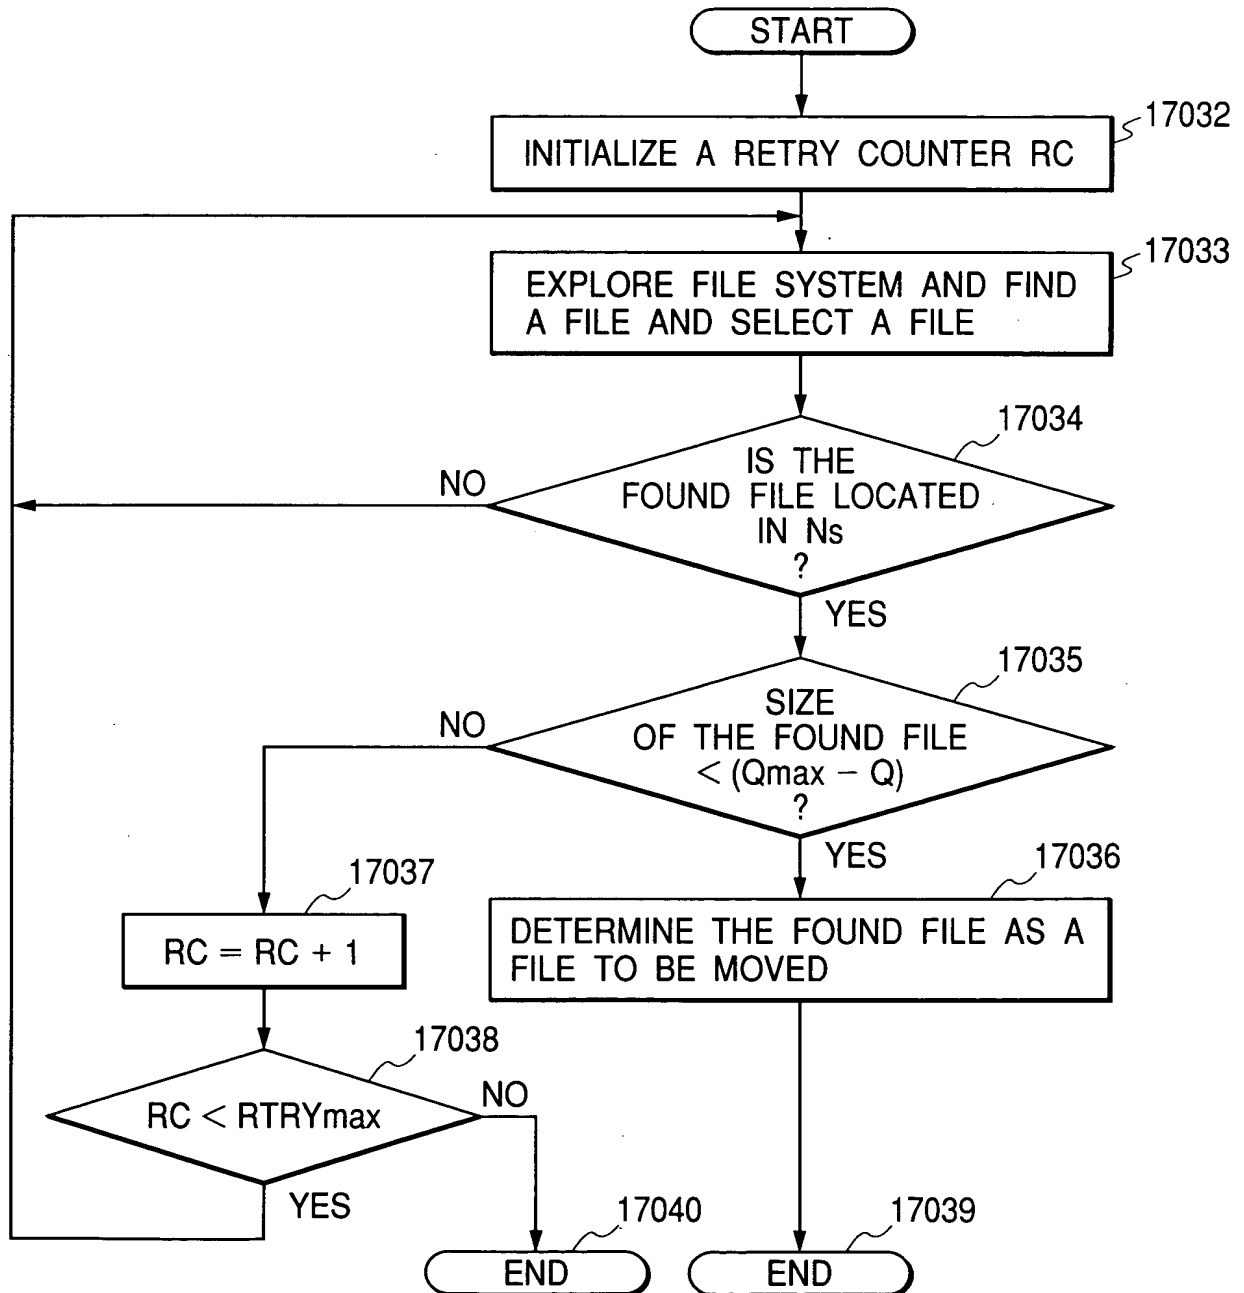 START
17032
INITIALIZE A RETRY COUNTER RC
17033
EXPLORE FILE SYSTEM AND FIND
A FILE AND SELECT A FILE
17034
IS THE
FOUND FILE LOCATED
IN Ns
?
NO
YES
17035
SIZE
OF THE FOUND FILE
< (Qmax − Q)
?
NO
YES
17036
DETERMINE THE FOUND FILE AS A
FILE TO BE MOVED
17037
RC = RC + 1
17038
RC < RTRYmax
NO
YES
17040
END
17039
END